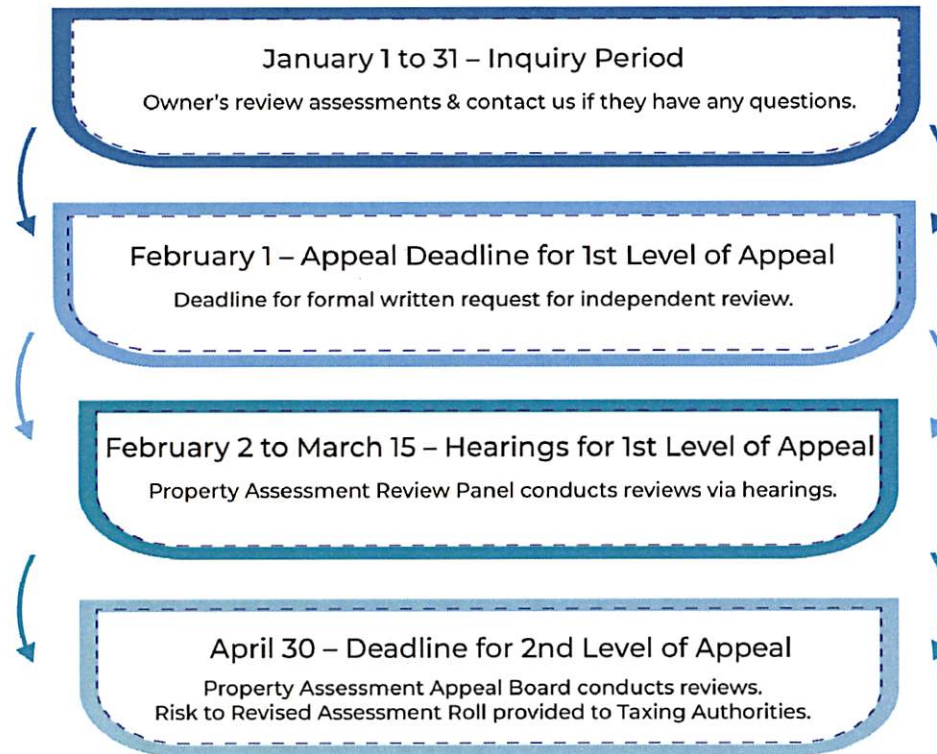 January 1 to 31 – Inquiry Period
Owner's review assessments & contact us if they have any questions.
February 1 – Appeal Deadline for 1st Level of Appeal
Deadline for formal written request for independent review.
February 2 to March 15 – Hearings for 1st Level of Appeal
Property Assessment Review Panel conducts reviews via hearings.
April 30 – Deadline for 2nd Level of Appeal
Property Assessment Appeal Board conducts reviews.
Risk to Revised Assessment Roll provided to Taxing Authorities.